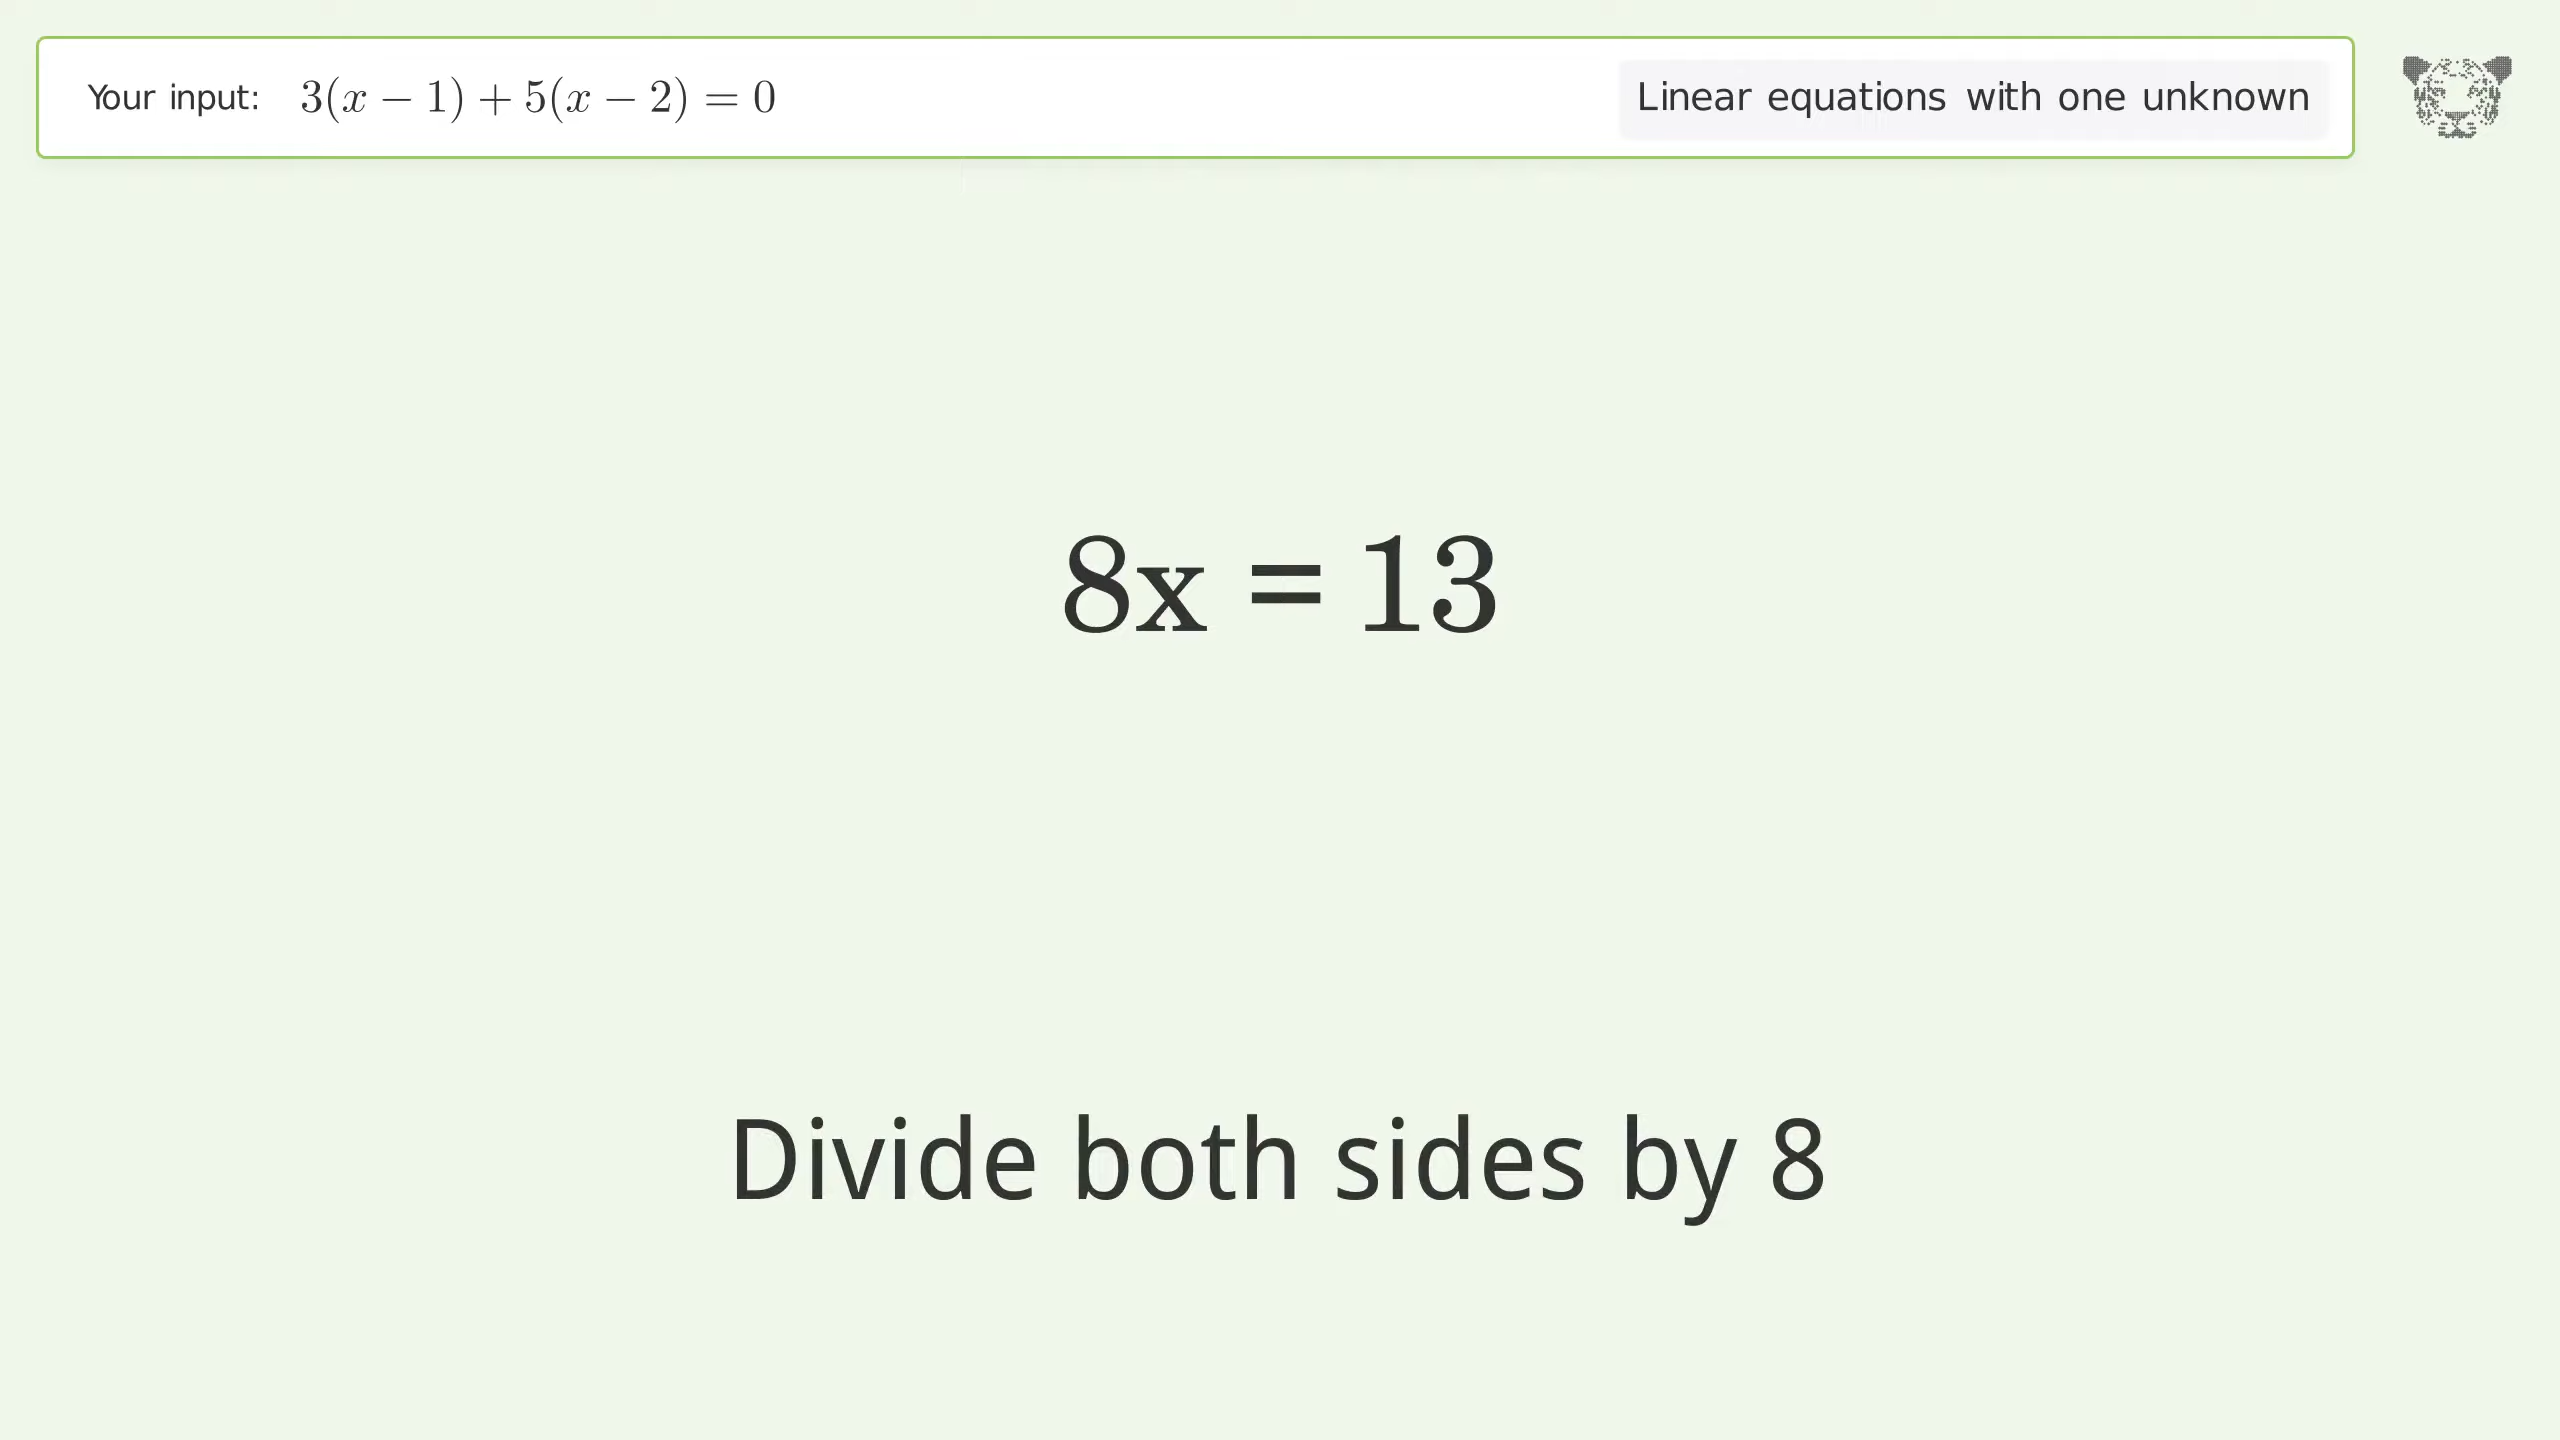 Your input: 3(x − 1) + 5(x − 2) = 0
Linear equations with one unknown
8x = 13
Divide both sides by 8